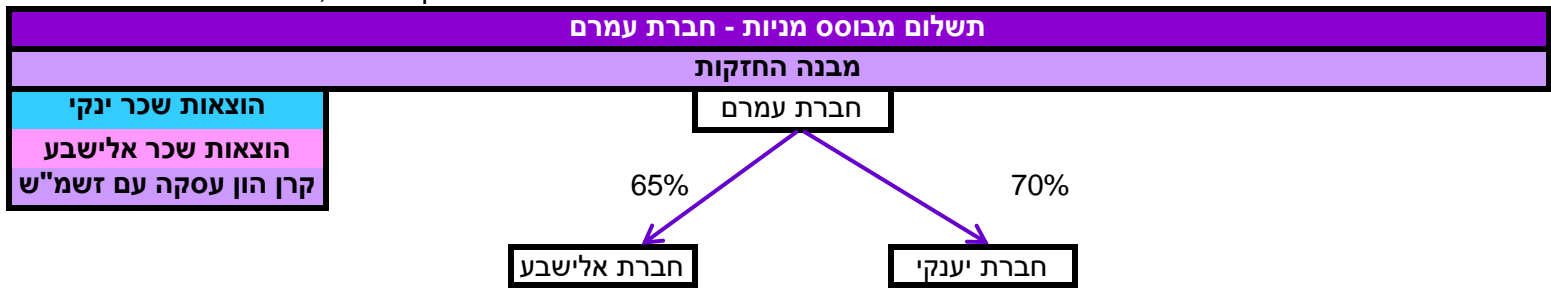 תשלום מבוסס מניות - חברת עמרם
מבנה החזקות
חברת עמרם
הוצאות שכר ינקי
הוצאות שכר אלישבע
קרן הון עסקה עם זשמ"ש
70%
65%
חברת יענקי
חברת אלישבע